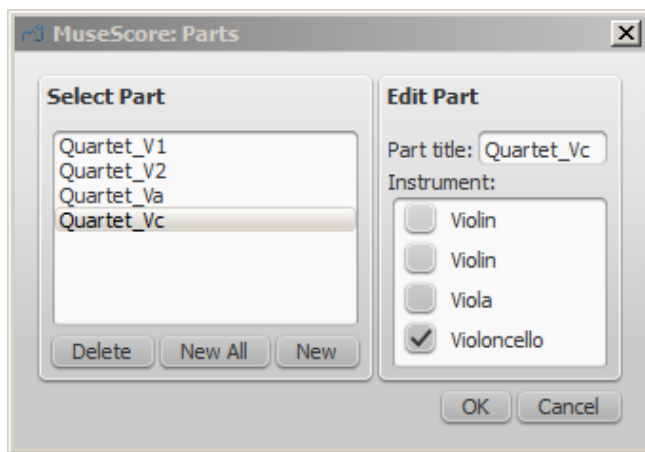 MuseScore: Parts
Select Part
Quartet_V1
Quartet_V2
Quartet_Va
Quartet_Vc
Delete New All New
Edit Part
Part title: Quartet_Vc
Instrument:
Violin
Violin
Viola
Violoncello
OK Cancel